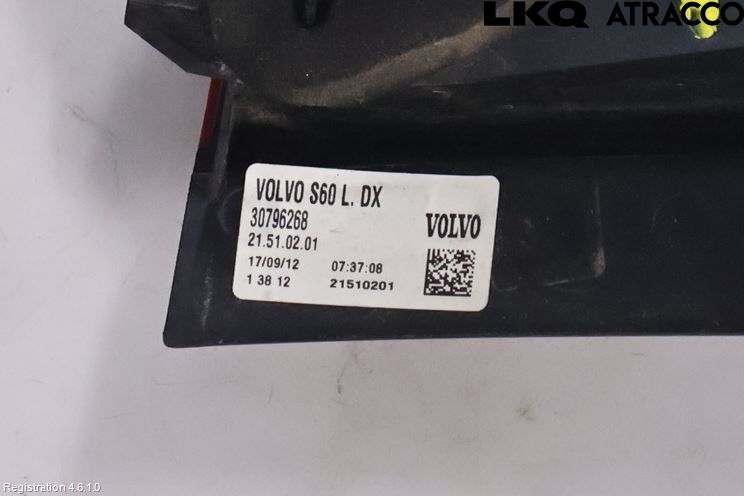 LKQ ATRACCO
VOLVO S60 L. DX
30796268
21.51.02.01
VOLVO
17/09/12 07:37:08
1 38 12 21510201
Registration 4.6.1.0